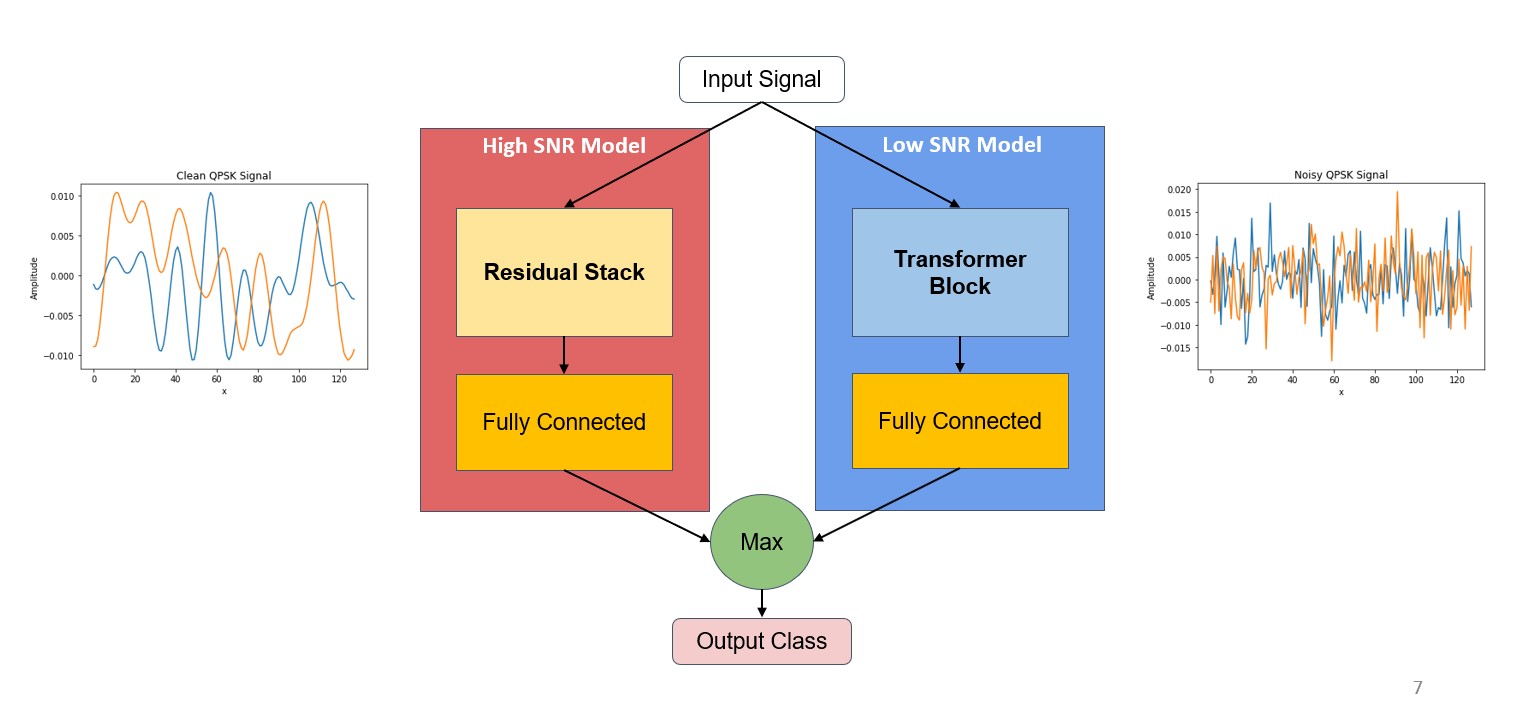 Input Signal
High SNR Model
Low SNR Model
Clean QPSK Signal
0.010
0.005
0.000
−0.005
−0.010
Amplitude
0
20
40
60
80
100
120
x
Residual Stack
Fully Connected
Transformer
Block
Fully Connected
Noisy QPSK Signal
0.020
0.015
0.010
0.005
0.000
−0.005
−0.010
−0.015
Amplitude
0
20
40
60
80
100
120
x
Max
Output Class
7